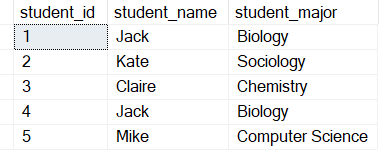 student_id student_name student_major
1 Jack Biology
2 Kate Sociology
3 Claire Chemistry
4 Jack Biology
5 Mike Computer Science